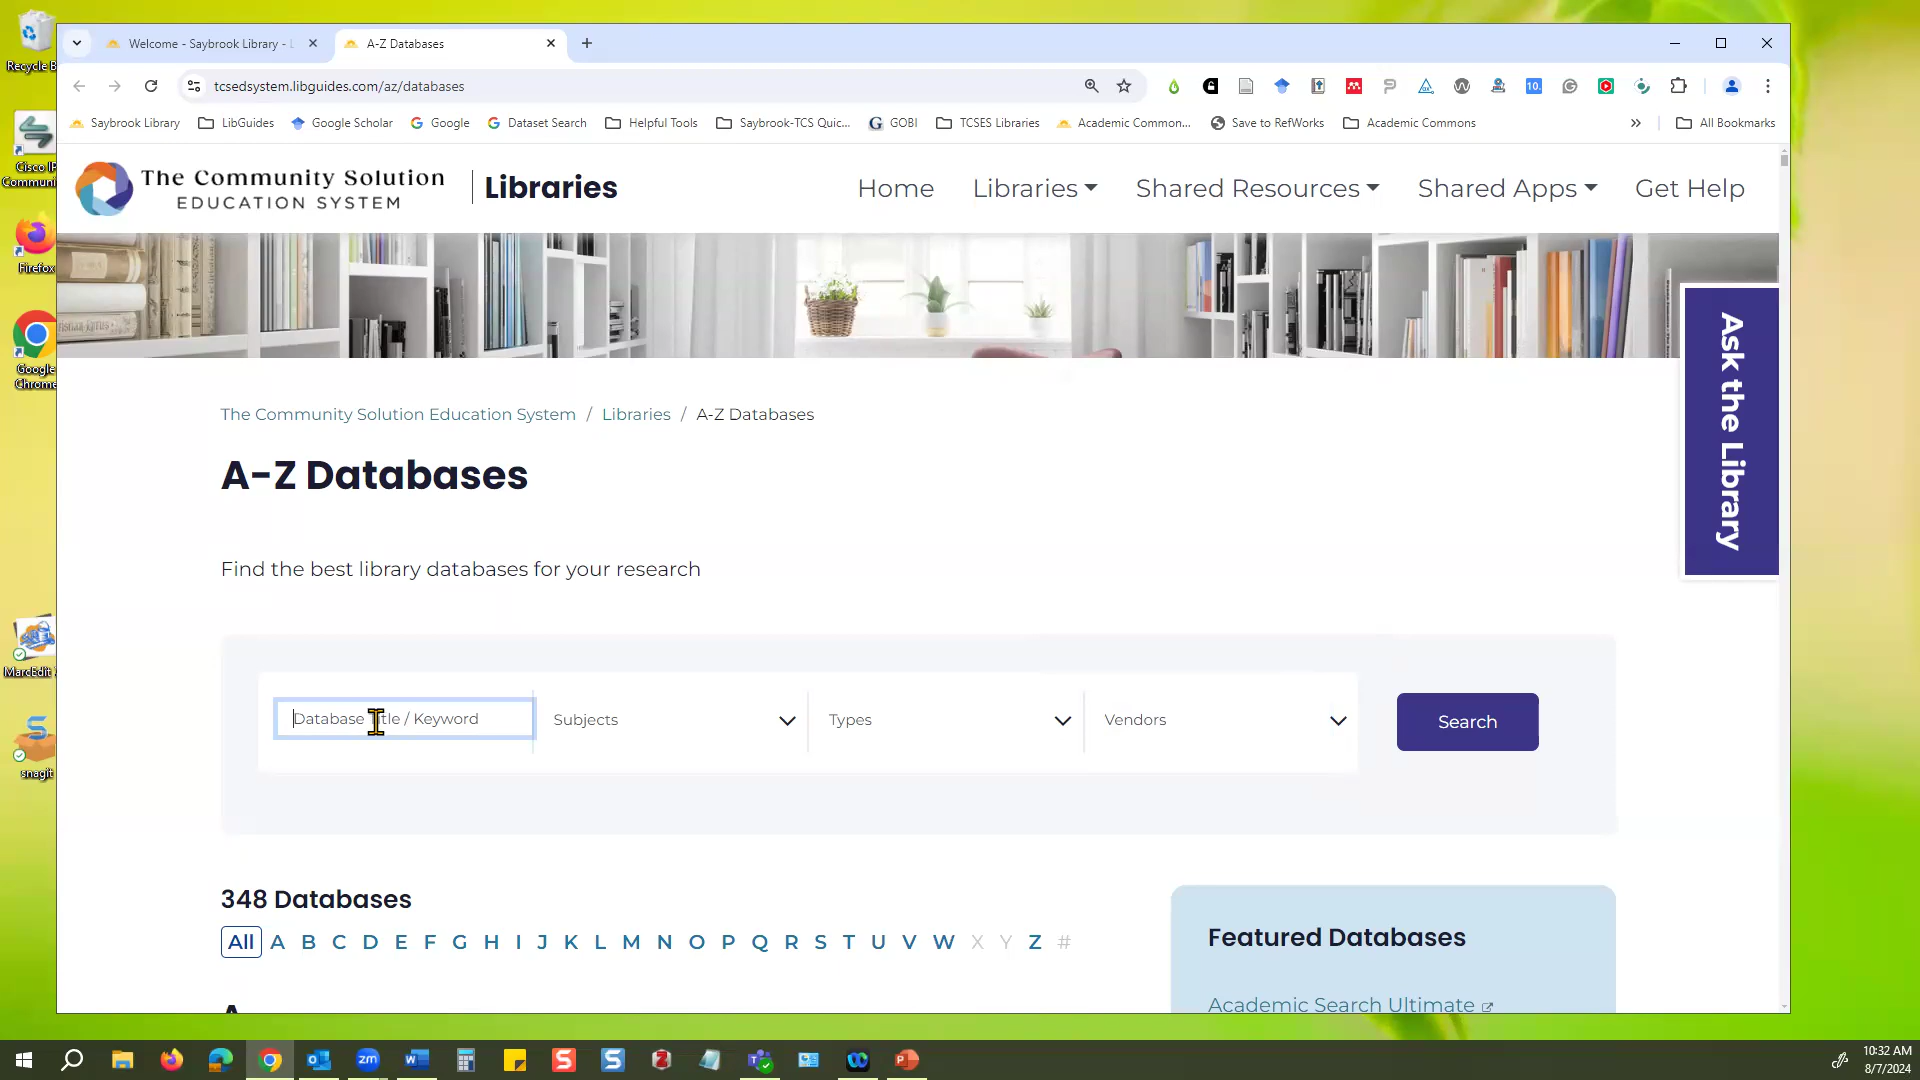 Recycle B
Cisco IP
Communi
Firefox
Google
Chrome
MarcEdit
snagit
Welcome - Saybrook Library - L
A-Z Databases
tcsedsystem.libguides.com/az/databases
Saybrook Library
LibGuides
Google Scholar
Google
Dataset Search
Helpful Tools
Saybrook-TCS Quic...
GOBI
TCSES Libraries
Academic Common...
Save to RefWorks
Academic Commons
All Bookmarks
The Community Solution
EDUCATION SYSTEM
Libraries
Home
Libraries
Shared Resources
Shared Apps
Get Help
Ask the Library
The Community Solution Education System / Libraries / A-Z Databases
A-Z Databases
Find the best library databases for your research
Database Title / Keyword
Subjects
Types
Vendors
Search
348 Databases
All A B C D E F G H I J K L M N O P Q R S T U V W X Y Z #
Featured Databases
Academic Search Ultimate
10:32 AM
8/7/2024